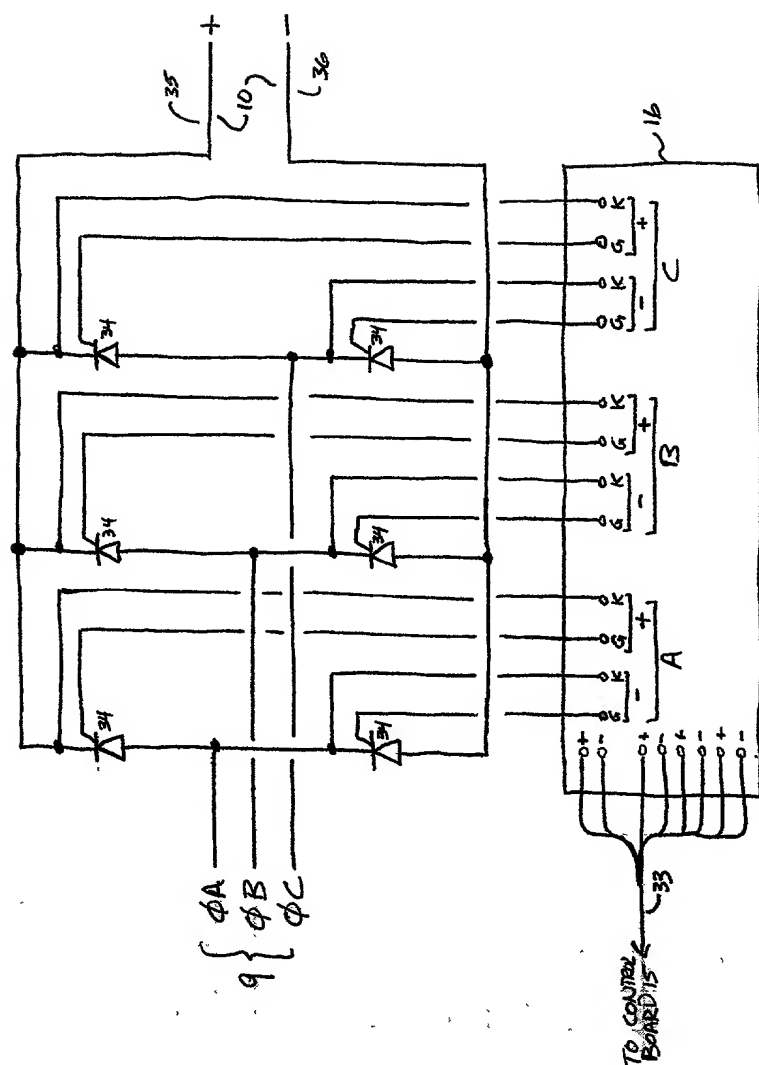 35
+
10
-
36
34
34
34
34
34
34
φA
φB
φC
9
16
K
G
K
G
+
-
C
K
G
K
G
+
-
B
K
G
K
G
+
-
A
+
-
+
-
+
-
+
-
33
TO CONTROL
BOARD 15